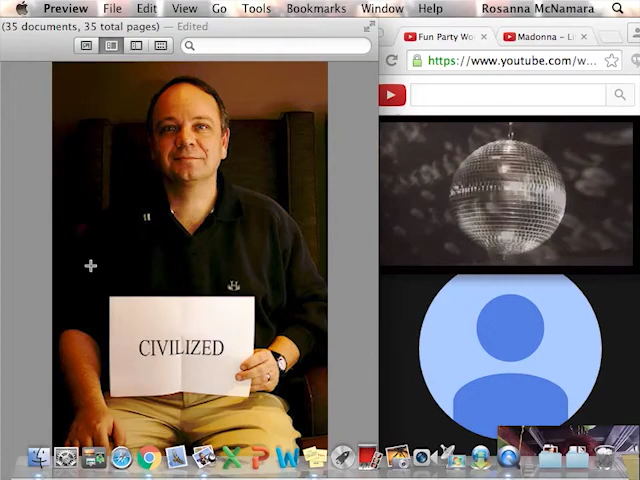 Preview File Edit View Go Tools Bookmarks Window Help Rosanna McNamara
(35 documents, 35 total pages) — Edited
Fun Party Wo
Madonna – Li
https://www.youtube.com/w...
CIVILIZED